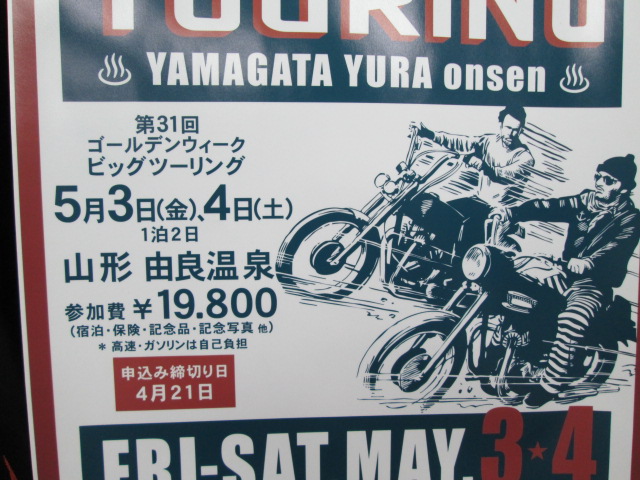 TOURING
♨ YAMAGATA YURA onsen ♨
第31回
ゴールデンウィーク
ビッグツーリング
5月3日(金)、4日(土)
1泊2日
山形 由良温泉
参加費 ¥19.800
(宿泊・保険・記念品・記念写真 他)
* 高速・ガソリンは自己負担
申込み締切り日
4月21日
FRI-SAT MAY. 3★4